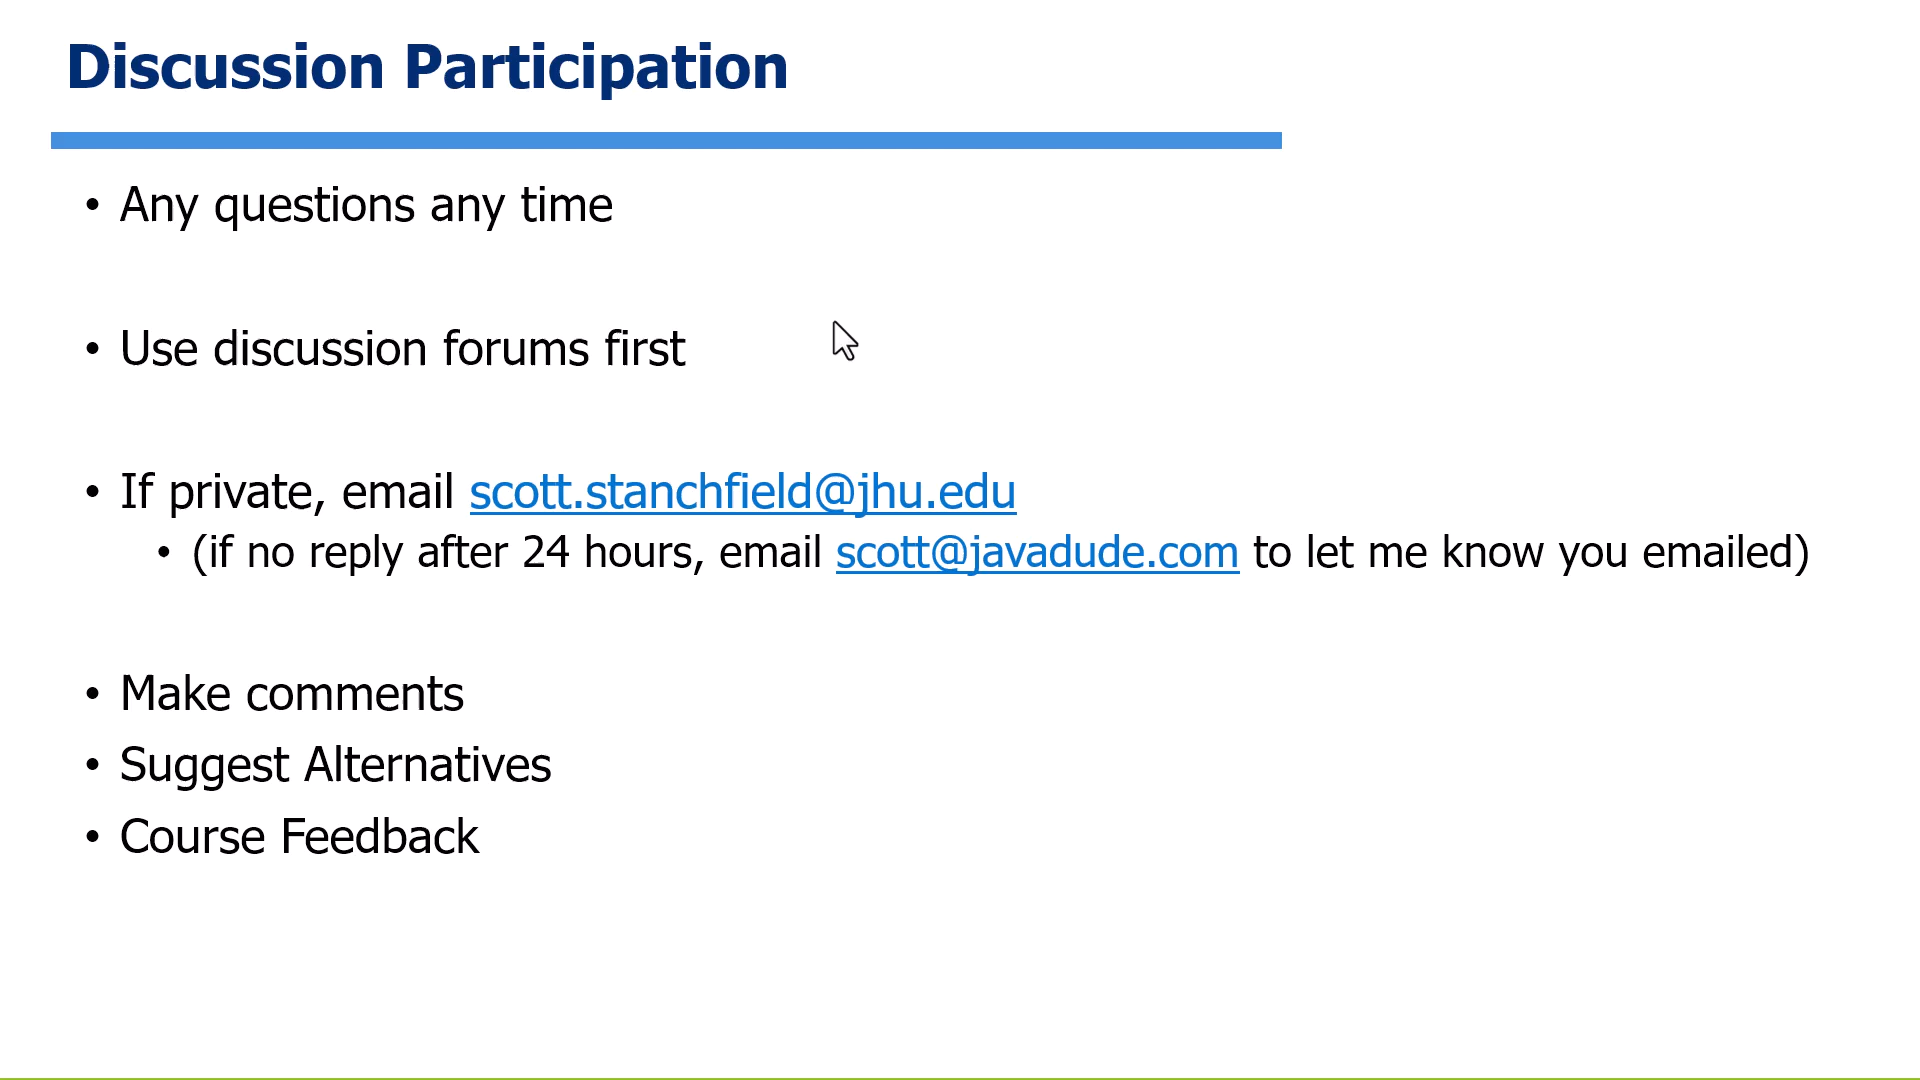 Discussion Participation
• Any questions any time
• Use discussion forums first
• If private, email scott.stanchfield@jhu.edu
• (if no reply after 24 hours, email scott@javadude.com to let me know you emailed)
• Make comments
• Suggest Alternatives
• Course Feedback